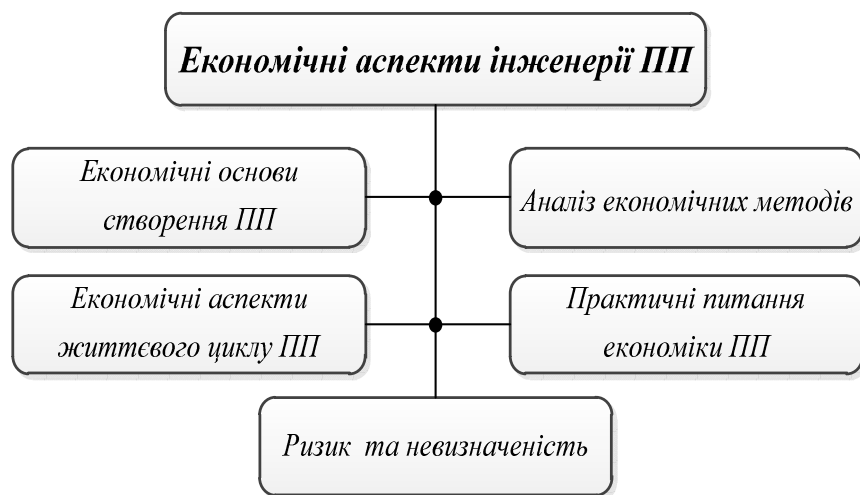 Економічні аспекти інженерії ПП
Економічні основи
створення ПП
Аналіз економічних методів
Економічні аспекти
життєвого циклу ПП
Практичні питання
економіки ПП
Ризик та невизначеність